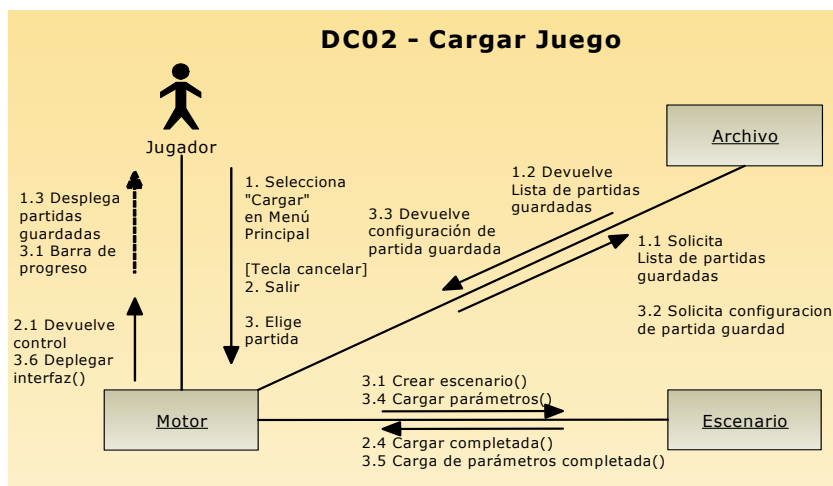 DC02 - Cargar Juego
Jugador
Archivo
1.3 Desplega
partidas
guardadas
3.1 Barra de
progreso
1. Selecciona
"Cargar"
en Menú
Principal
[Tecla cancelar]
2. Salir
3. Elige
partida
1.2 Devuelve
Lista de partidas
guardadas
3.3 Devuelve
configuración de
partida guardada
1.1 Solicita
Lista de partidas
guardadas
3.2 Solicita configuracion
de partida guardad
2.1 Devuelve
control
3.6 Deplegar
interfaz()
Motor
3.1 Crear escenario()
3.4 Cargar parámetros()
2.4 Cargar completada()
3.5 Carga de parámetros completada()
Escenario